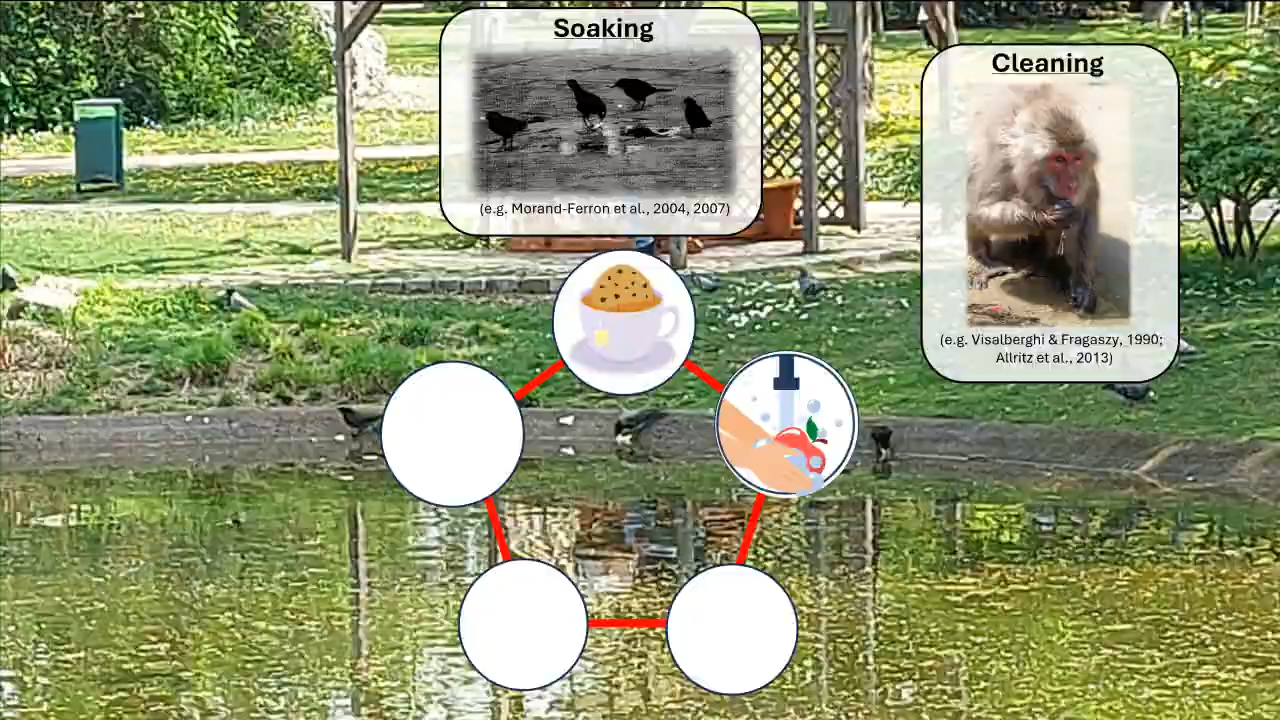 Soaking
(e.g. Morand-Ferron et al., 2004, 2007)
Cleaning
(e.g. Visalberghi & Fragaszy, 1990;
Allritz et al., 2013)